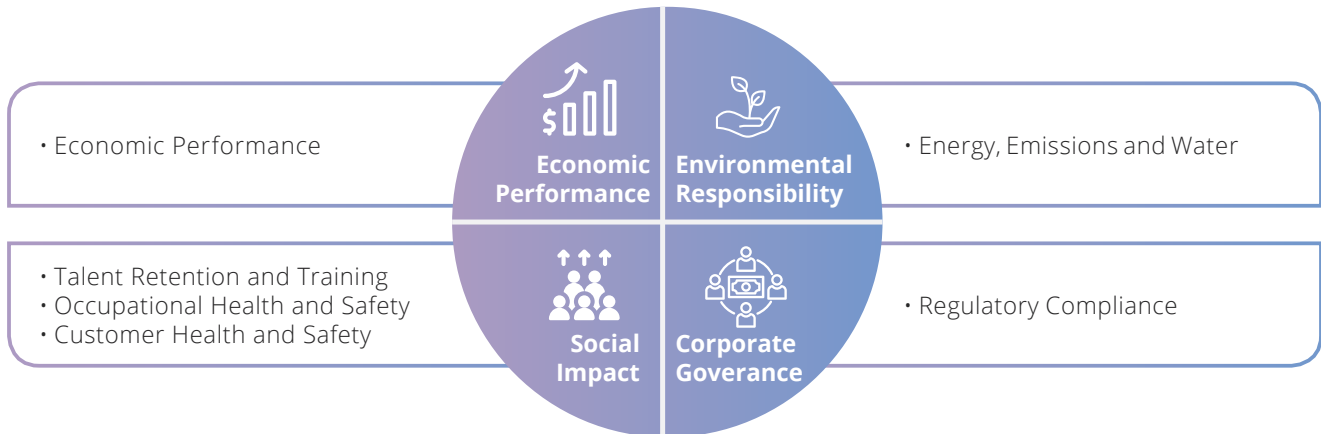 • Economic Performance
Economic
Performance
Environmental
Responsibility
• Energy, Emissions and Water
• Talent Retention and Training
• Occupational Health and Safety
• Customer Health and Safety
Social
Impact
Corporate
Goverance
• Regulatory Compliance